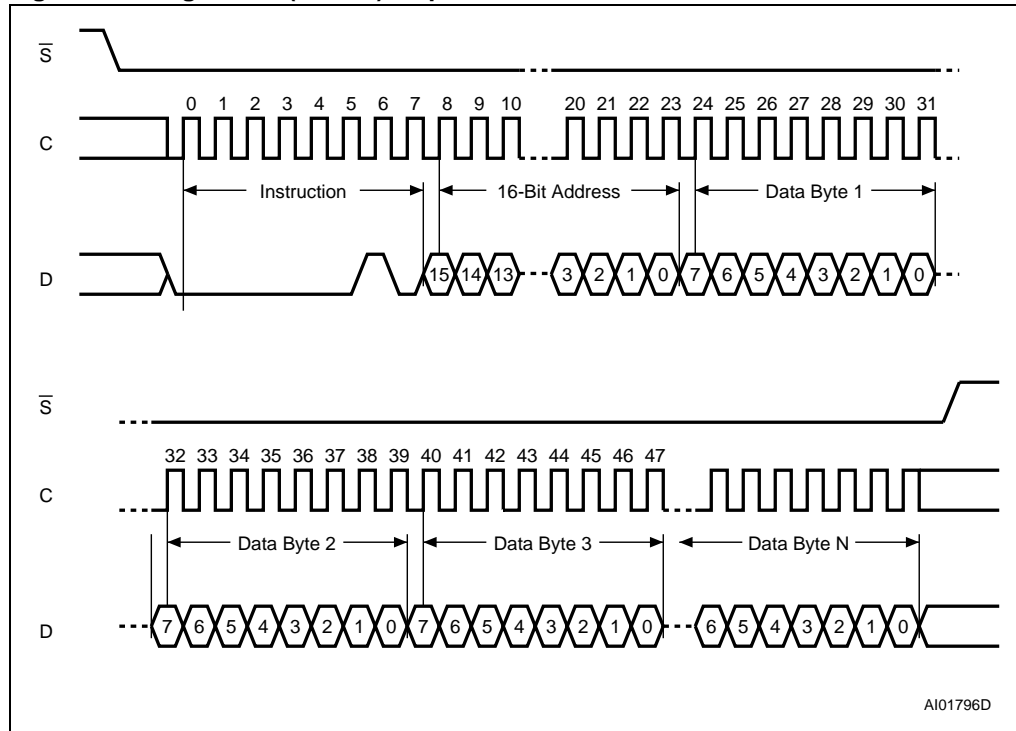 S
0 1 2 3 4 5 6 7 8 9 10 20 21 22 23 24 25 26 27 28 29 30 31
C
Instruction 16-Bit Address Data Byte 1
D 15 14 13 3 2 1 0 7 6 5 4 3 2 1 0
S
32 33 34 35 36 37 38 39 40 41 42 43 44 45 46 47
C
Data Byte 2 Data Byte 3 Data Byte N
D 7 6 5 4 3 2 1 0 7 6 5 4 3 2 1 0 6 5 4 3 2 1 0
AI01796D